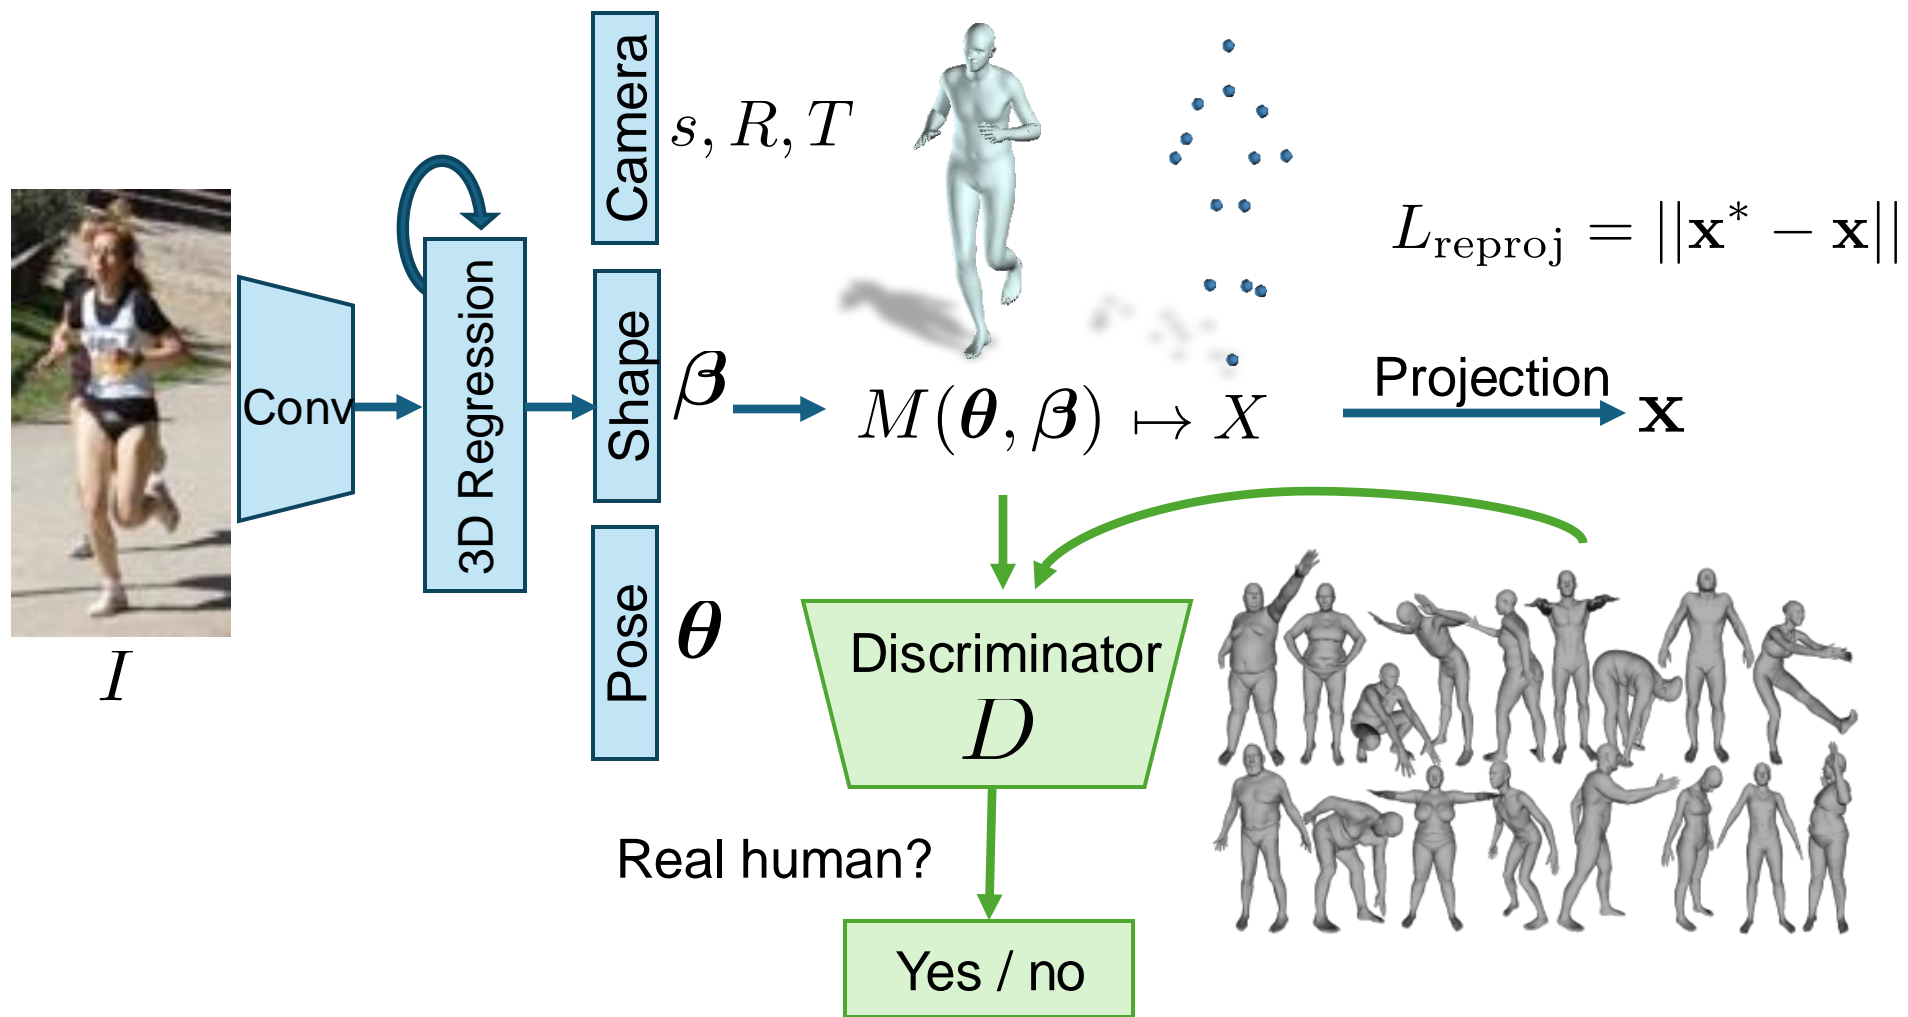 I
Conv
3D Regression
Camera
s, R, T
Shape
β
Pose
θ
M(θ, β) ↦ X
Projection
x
L_reproj = ||x* − x||
Discriminator
D
Real human?
Yes / no